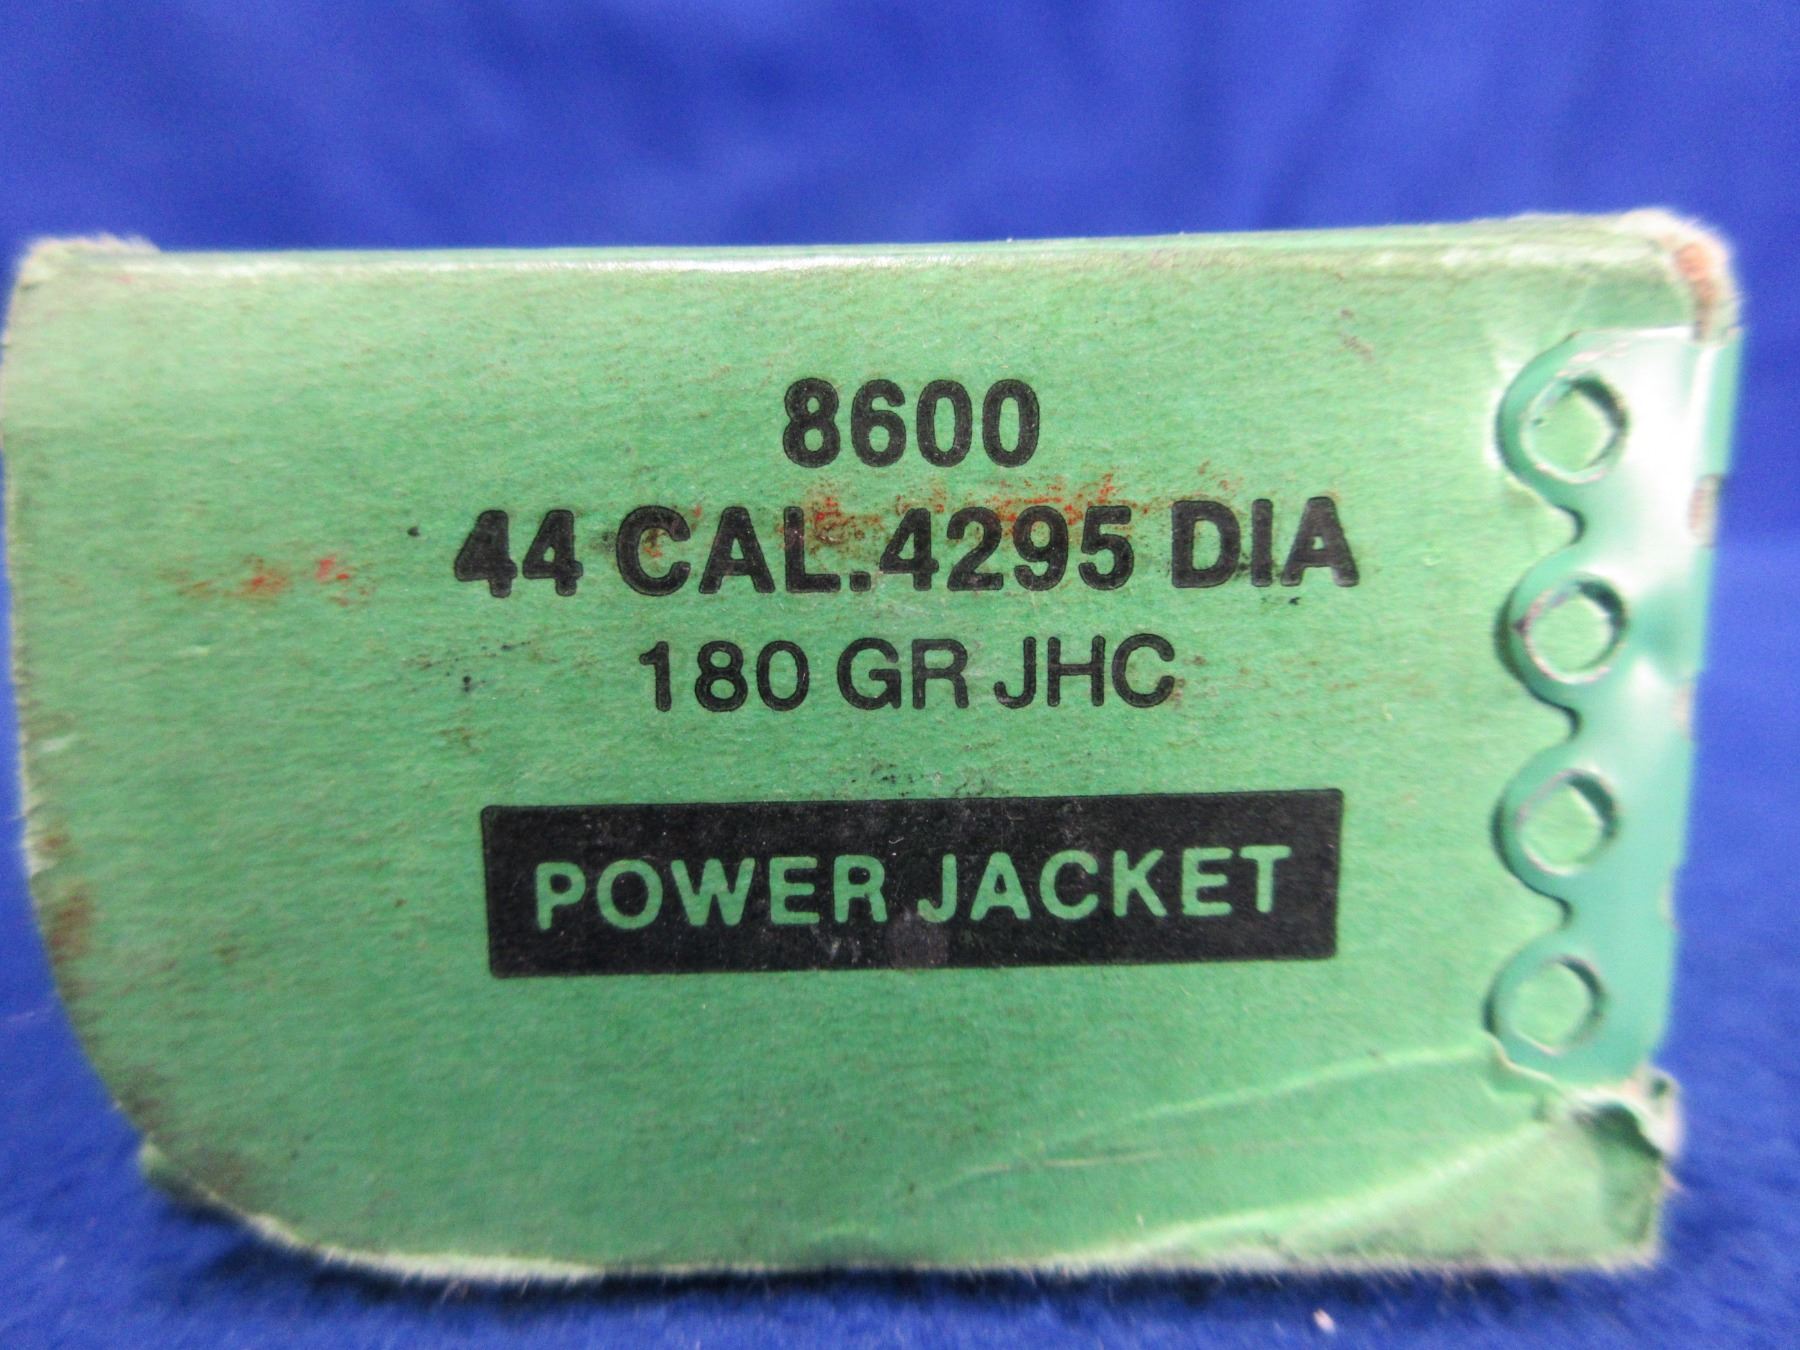 8600
44 CAL.4295 DIA
180 GR JHC
POWER JACKET